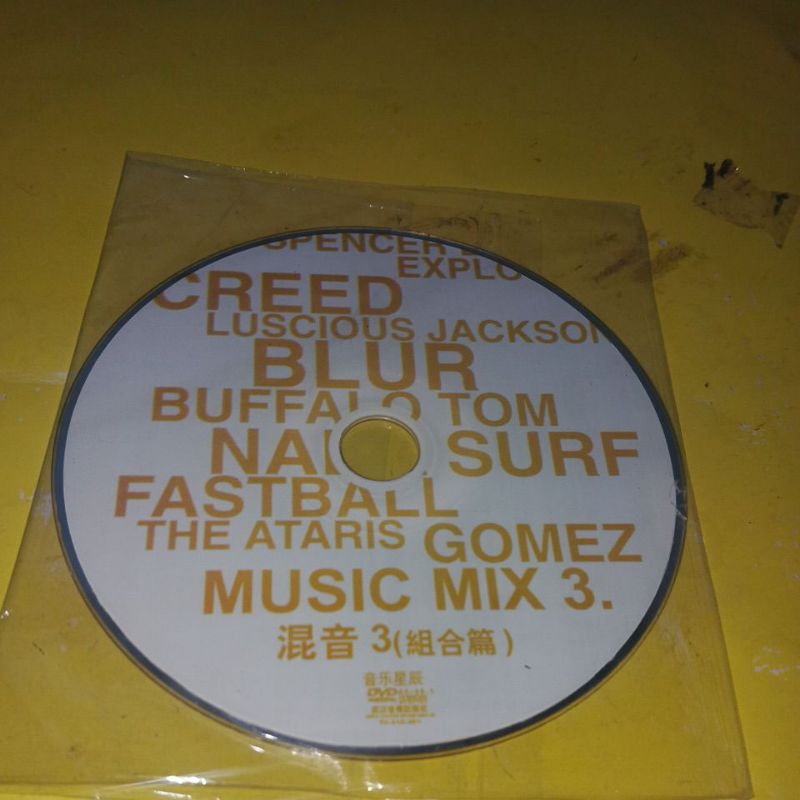 SPENCER
EXPLO
CREED
LUSCIOUS JACKSON
BLUR
BUFFALO TOM
NA SURF
FASTBALL
THE ATARIS GOMEZ
MUSIC MIX 3.
混音 3(組合篇)
音乐星辰
DVD